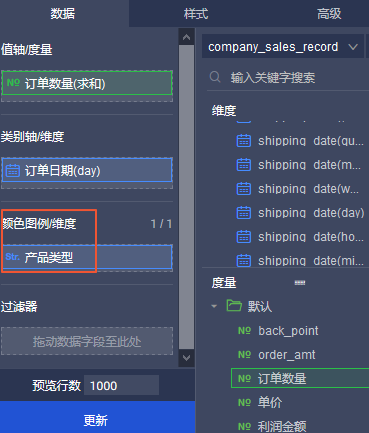 数据
样式
高级
值轴/度量
№ 订单数量(求和)
类别轴/维度
订单日期(day)
颜色图例/维度 1 / 1
Str. 产品类型
过滤器
拖动数据字段至此处
预览行数 1000
更新
company_sales_record
输入关键字搜索
维度
shipping_date(qu...
shipping_date(m...
shipping_date(w...
shipping_date(day)
shipping_date(ho...
shipping_date(mi...
度量
默认
№ back_point
№ order_amt
№ 订单数量
№ 单价
№ 利润金额